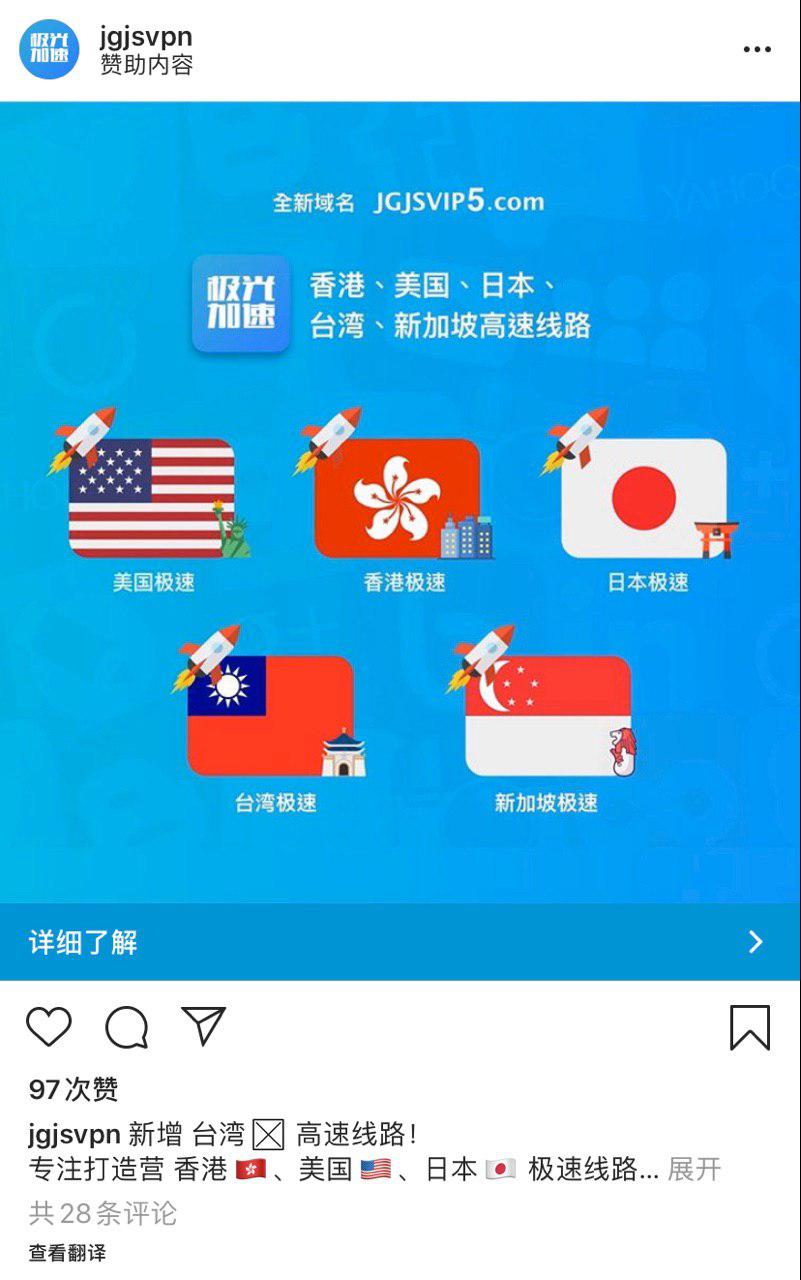 极光
加速
jgjsvpn
赞助内容
全新域名 JGJSVIP5.com
极光
加速
香港、美国、日本、
台湾、新加坡高速线路
美国极速
香港极速
日本极速
台湾极速
新加坡极速
详细了解
97次赞
jgjsvpn 新增 台湾 高速线路！
专注打造营 香港🇭🇰、美国🇺🇸、日本🇯🇵 极速线路... 展开
共28条评论
查看翻译